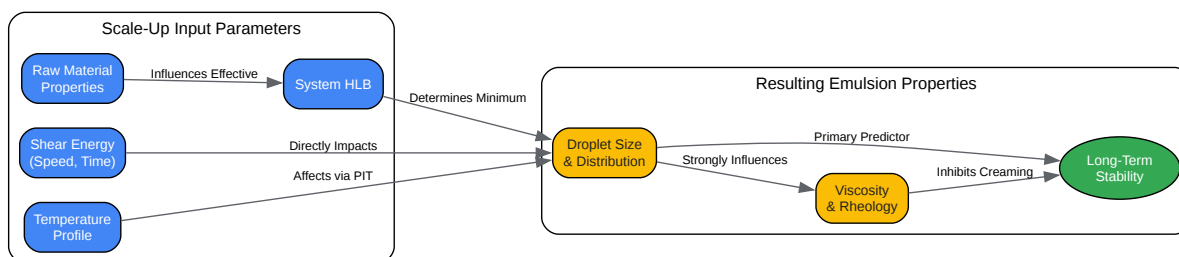 Scale-Up Input Parameters
Raw Material
Properties
Influences Effective
System HLB
Determines Minimum
Shear Energy
(Speed, Time)
Directly Impacts
Temperature
Profile
Affects via PIT
Resulting Emulsion Properties
Droplet Size
& Distribution
Primary Predictor
Strongly Influences
Viscosity
& Rheology
Inhibits Creaming
Long-Term
Stability